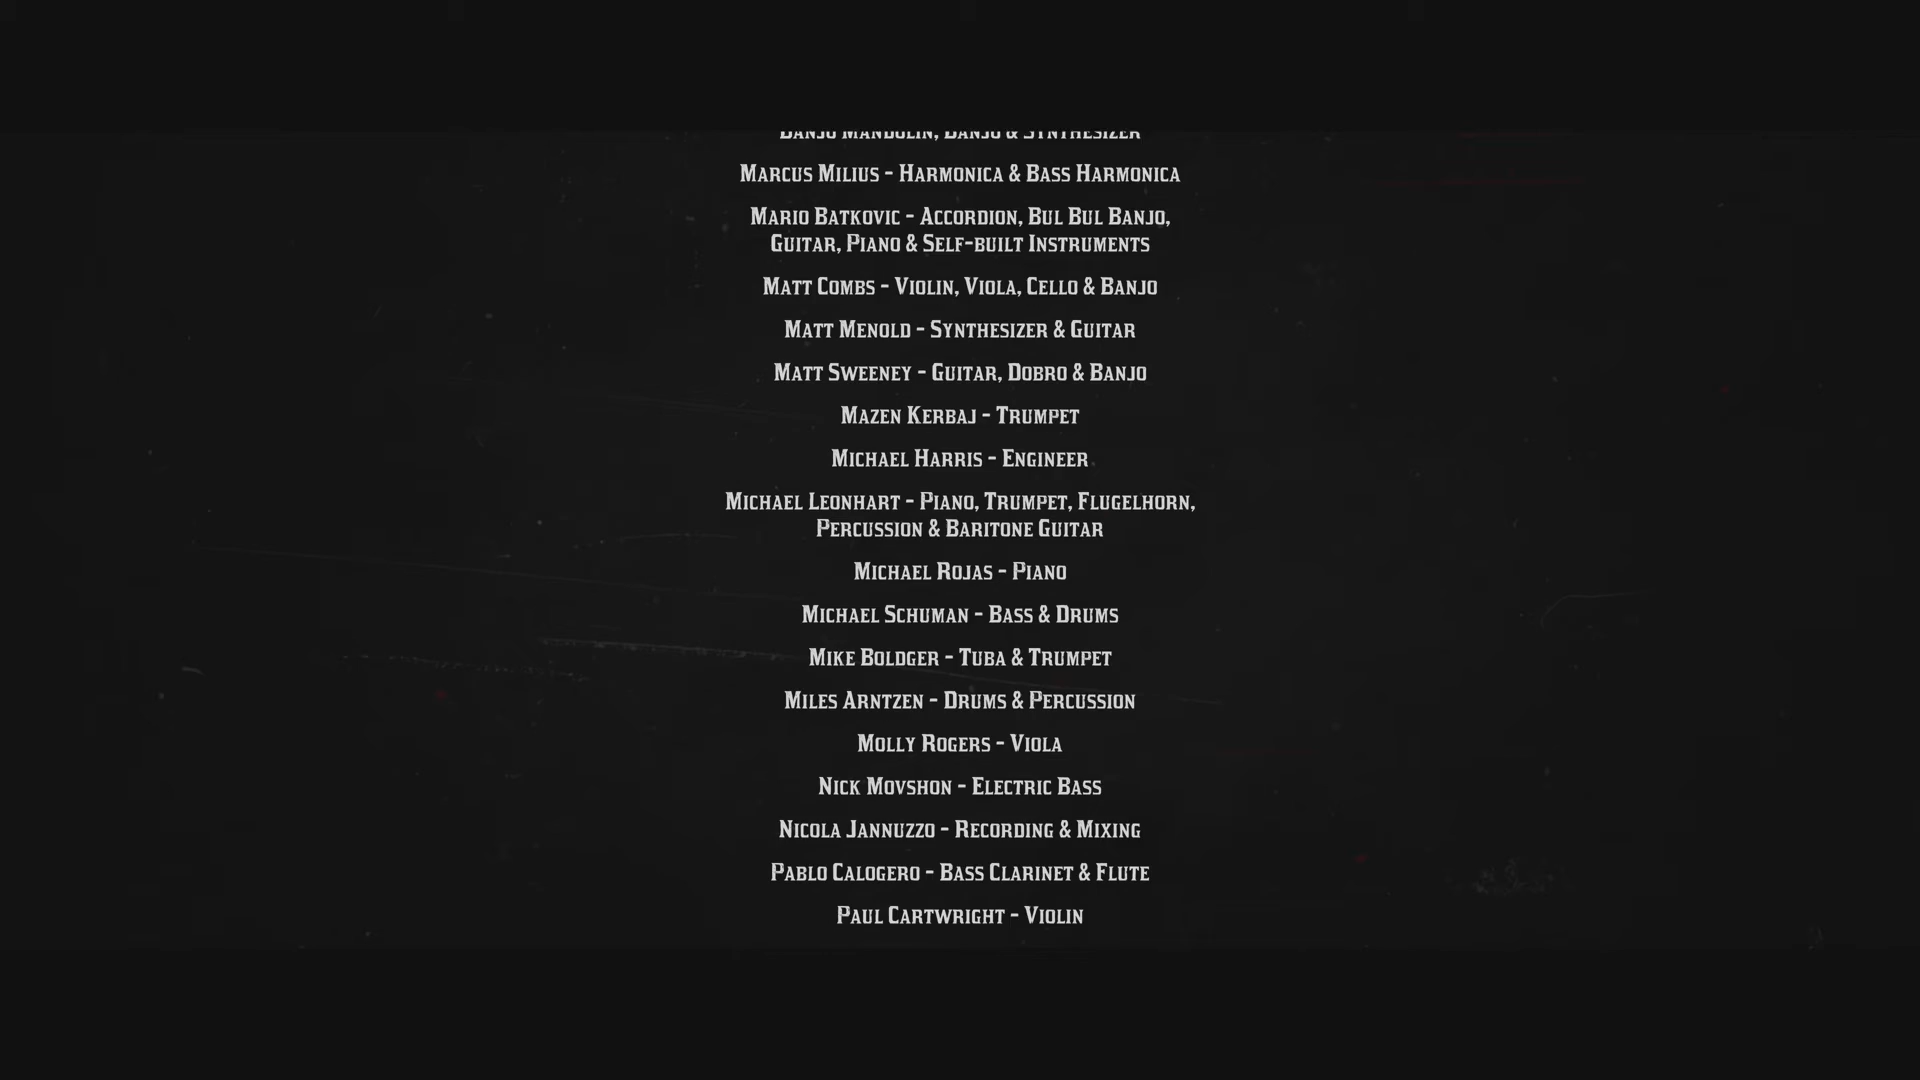 Banjo Mandolin, Banjo & Synthesizer
Marcus Milius - Harmonica & Bass Harmonica
Mario Batkovic - Accordion, Bul Bul Banjo,
Guitar, Piano & Self-built Instruments
Matt Combs - Violin, Viola, Cello & Banjo
Matt Menold - Synthesizer & Guitar
Matt Sweeney - Guitar, Dobro & Banjo
Mazen Kerbaj - Trumpet
Michael Harris - Engineer
Michael Leonhart - Piano, Trumpet, Flugelhorn,
Percussion & Baritone Guitar
Michael Rojas - Piano
Michael Schuman - Bass & Drums
Mike Boldger - Tuba & Trumpet
Miles Arntzen - Drums & Percussion
Molly Rogers - Viola
Nick Movshon - Electric Bass
Nicola Jannuzzo - Recording & Mixing
Pablo Calogero - Bass Clarinet & Flute
Paul Cartwright - Violin